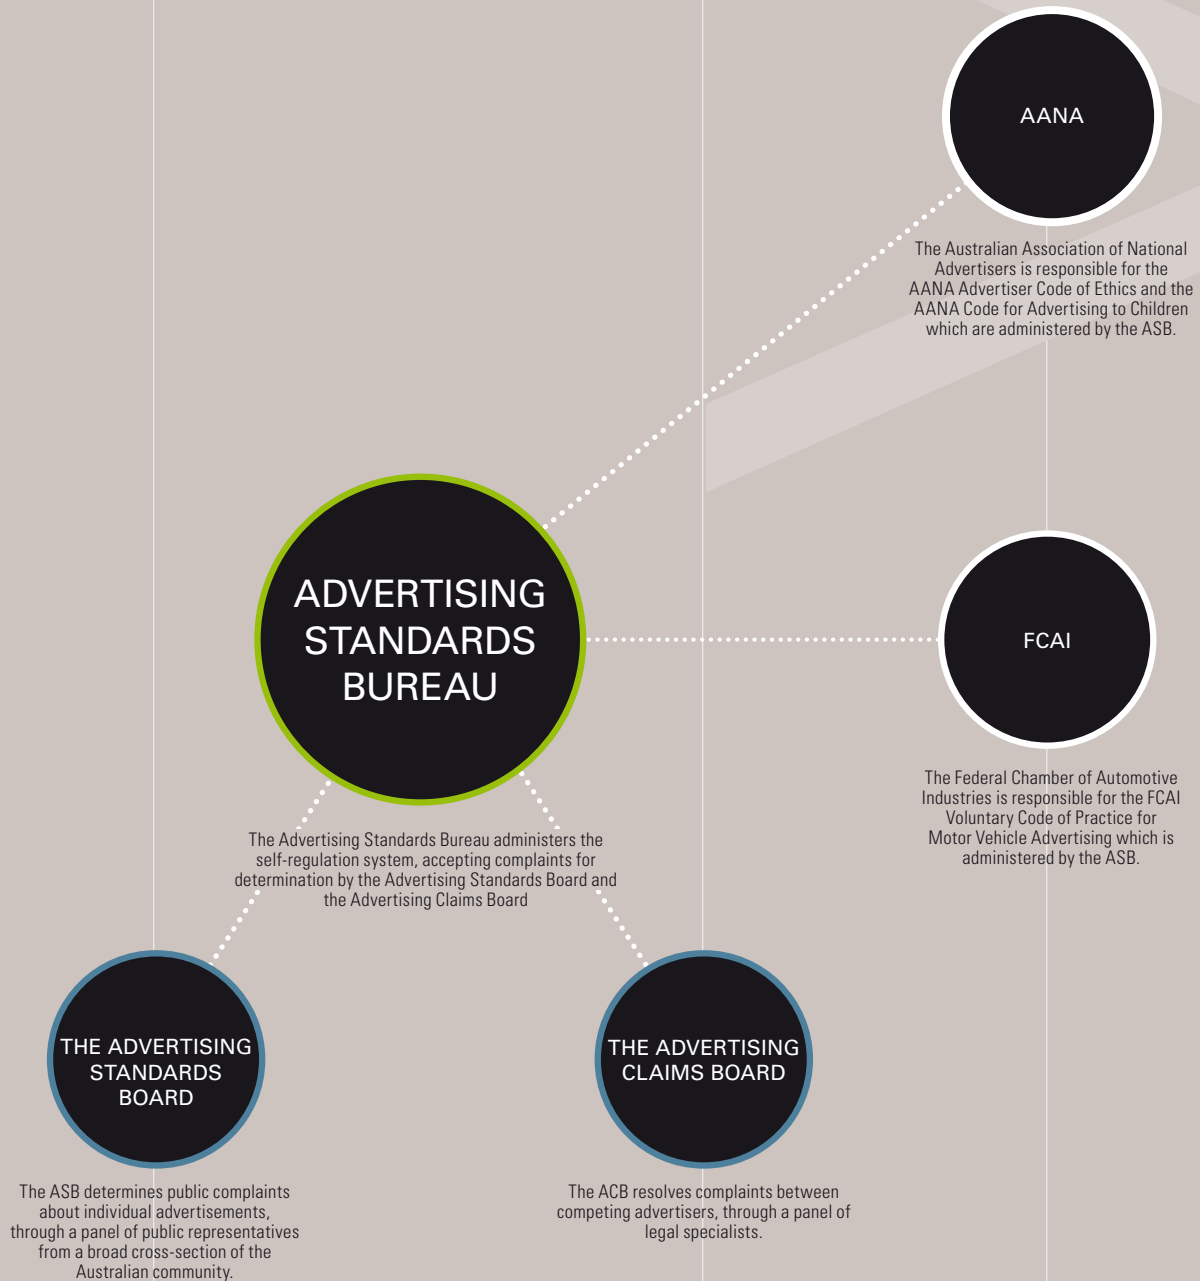 AANA
The Australian Association of National
Advertisers is responsible for the
AANA Advertiser Code of Ethics and the
AANA Code for Advertising to Children
which are administered by the ASB.
ADVERTISING
STANDARDS
BUREAU
The Advertising Standards Bureau administers the
self-regulation system, accepting complaints for
determination by the Advertising Standards Board and
the Advertising Claims Board
FCAI
The Federal Chamber of Automotive
Industries is responsible for the FCAI
Voluntary Code of Practice for
Motor Vehicle Advertising which is
administered by the ASB.
THE ADVERTISING
STANDARDS
BOARD
The ASB determines public complaints
about individual advertisements,
through a panel of public representatives
from a broad cross-section of the
Australian community.
THE ADVERTISING
CLAIMS BOARD
The ACB resolves complaints between
competing advertisers, through a panel of
legal specialists.